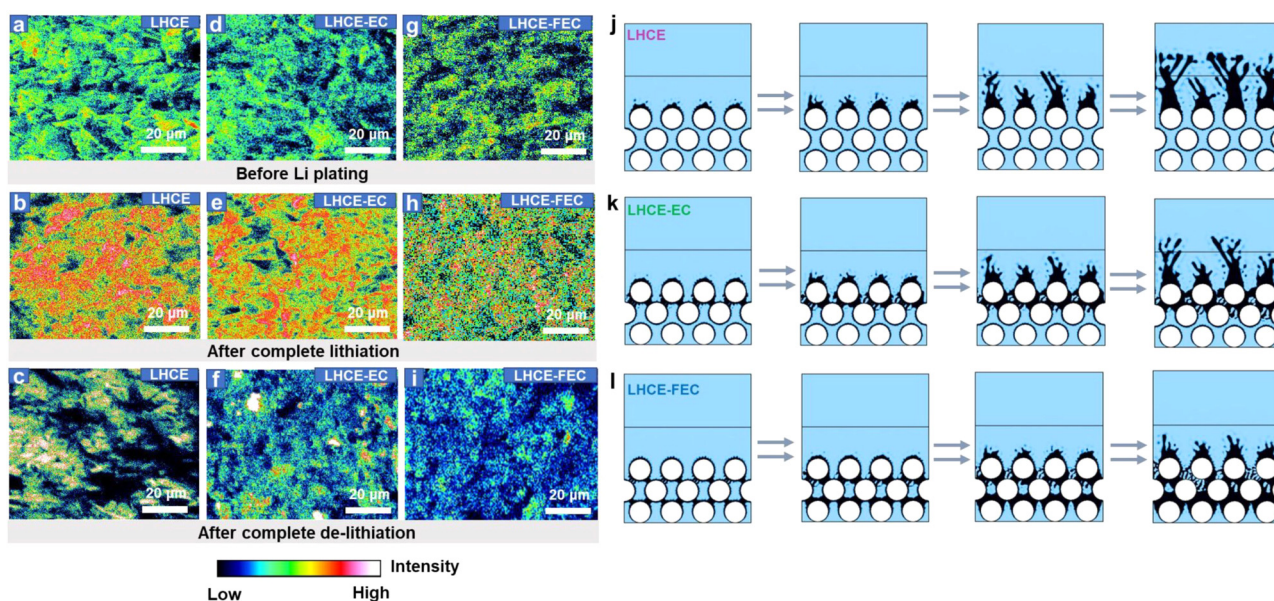 a LHCE
20 µm
d LHCE-EC
20 µm
g LHCE-FEC
20 µm
Before Li plating
b LHCE
20 µm
e LHCE-EC
20 µm
h LHCE-FEC
20 µm
After complete lithiation
c LHCE
20 µm
f LHCE-EC
20 µm
i LHCE-FEC
20 µm
After complete de-lithiation
Intensity
Low High
j
LHCE
k
LHCE-EC
l
LHCE-FEC